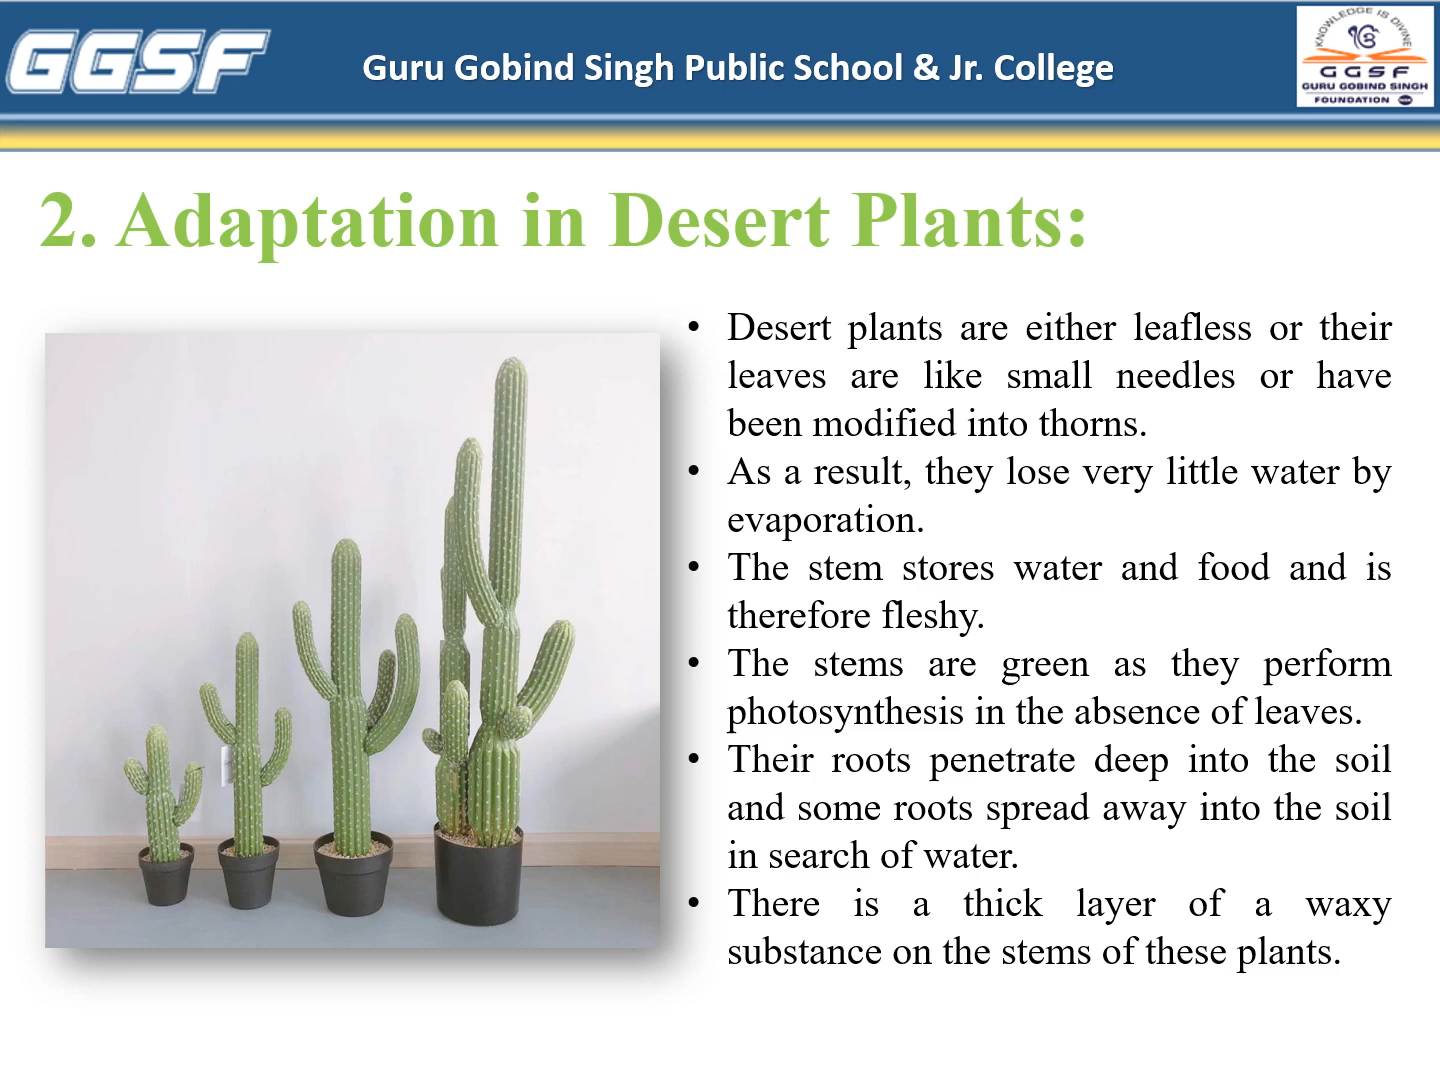 GGSF
Guru Gobind Singh Public School & Jr. College
KNOWLEDGE IS DIVINE
ੴ
GGSF
GURU GOBIND SINGH
FOUNDATION
2. Adaptation in Desert Plants:
• Desert plants are either leafless or their
leaves are like small needles or have
been modified into thorns.
• As a result, they lose very little water by
evaporation.
• The stem stores water and food and is
therefore fleshy.
• The stems are green as they perform
photosynthesis in the absence of leaves.
• Their roots penetrate deep into the soil
and some roots spread away into the soil
in search of water.
• There is a thick layer of a waxy
substance on the stems of these plants.